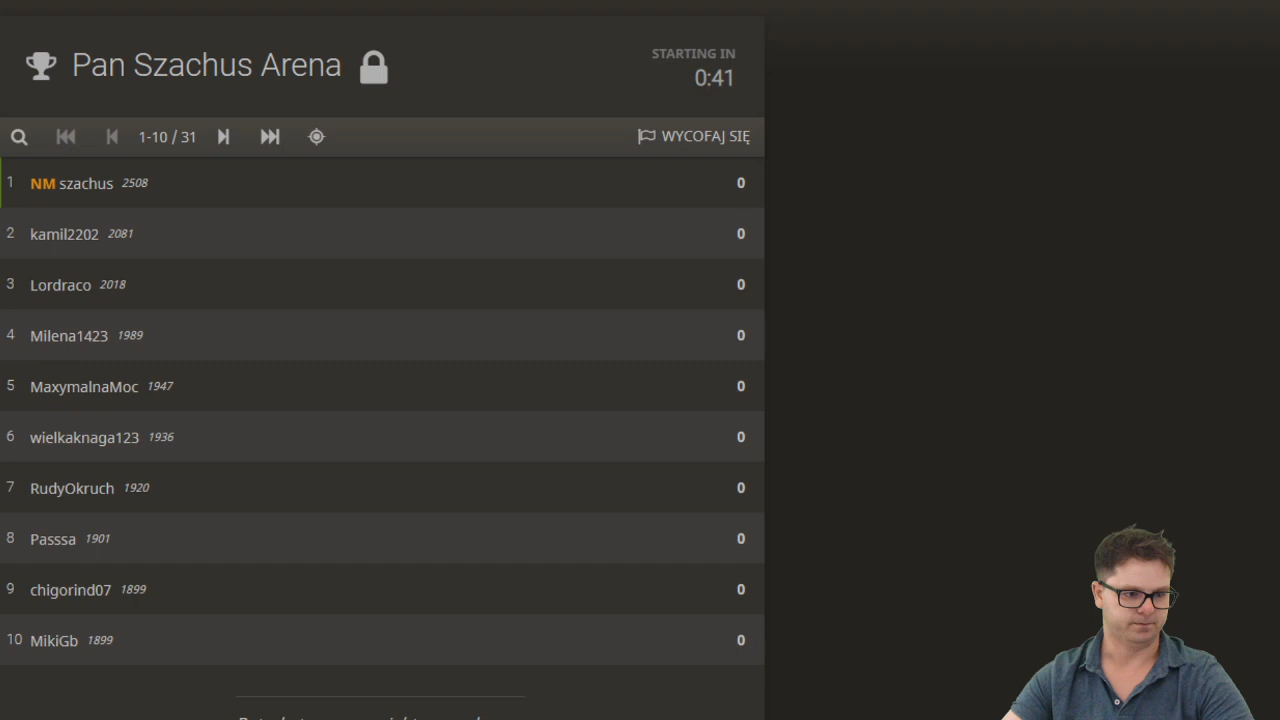 Pan Szachus Arena
STARTING IN
0:41
1-10 / 31
WYCOFAJ SIĘ
1 NM szachus 2508 0
2 kamil2202 2081 0
3 Lordraco 2018 0
4 Milena1423 1989 0
5 MaxymalnaMoc 1947 0
6 wielkaknaga123 1936 0
7 RudyOkruch 1920 0
8 Passsa 1901 0
9 chigorind07 1899 0
10 MikiGb 1899 0